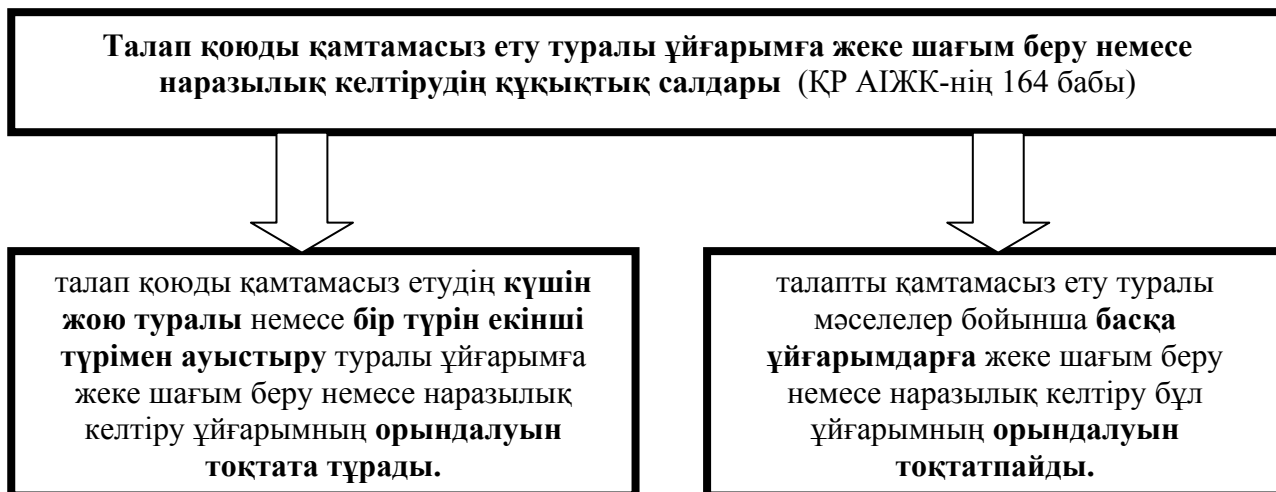 Талап қоюды қамтамасыз ету туралы ұйғарымға жеке шағым беру немесе
наразылық келтірудің құқықтық салдары (ҚР АІЖК-нің 164 бабы)
талап қоюды қамтамасыз етудің күшін
жою туралы немесе бір түрін екінші
түрімен ауыстыру туралы ұйғарымға
жеке шағым беру немесе наразылық
келтіру ұйғарымның орындалуын
тоқтата тұрады.
талапты қамтамасыз ету туралы
мәселелер бойынша басқа
ұйғарымдарға жеке шағым беру
немесе наразылық келтіру бұл
ұйғарымның орындалуын
тоқтатпайды.